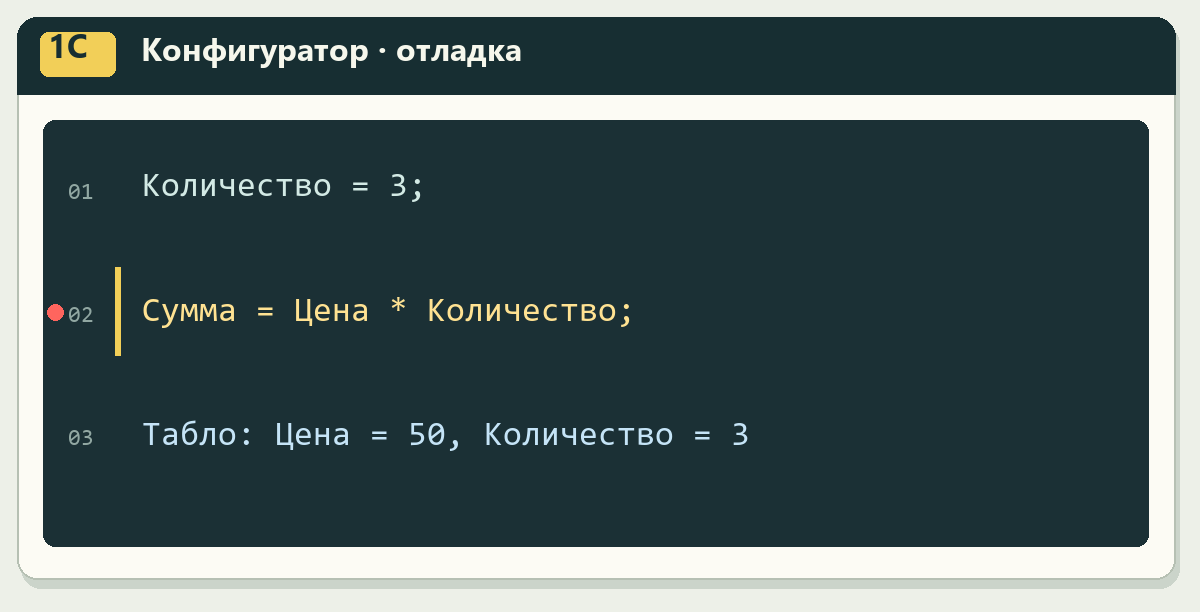 1С
Конфигуратор · отладка
01 Количество = 3;
02 Сумма = Цена * Количество;
03 Табло: Цена = 50, Количество = 3